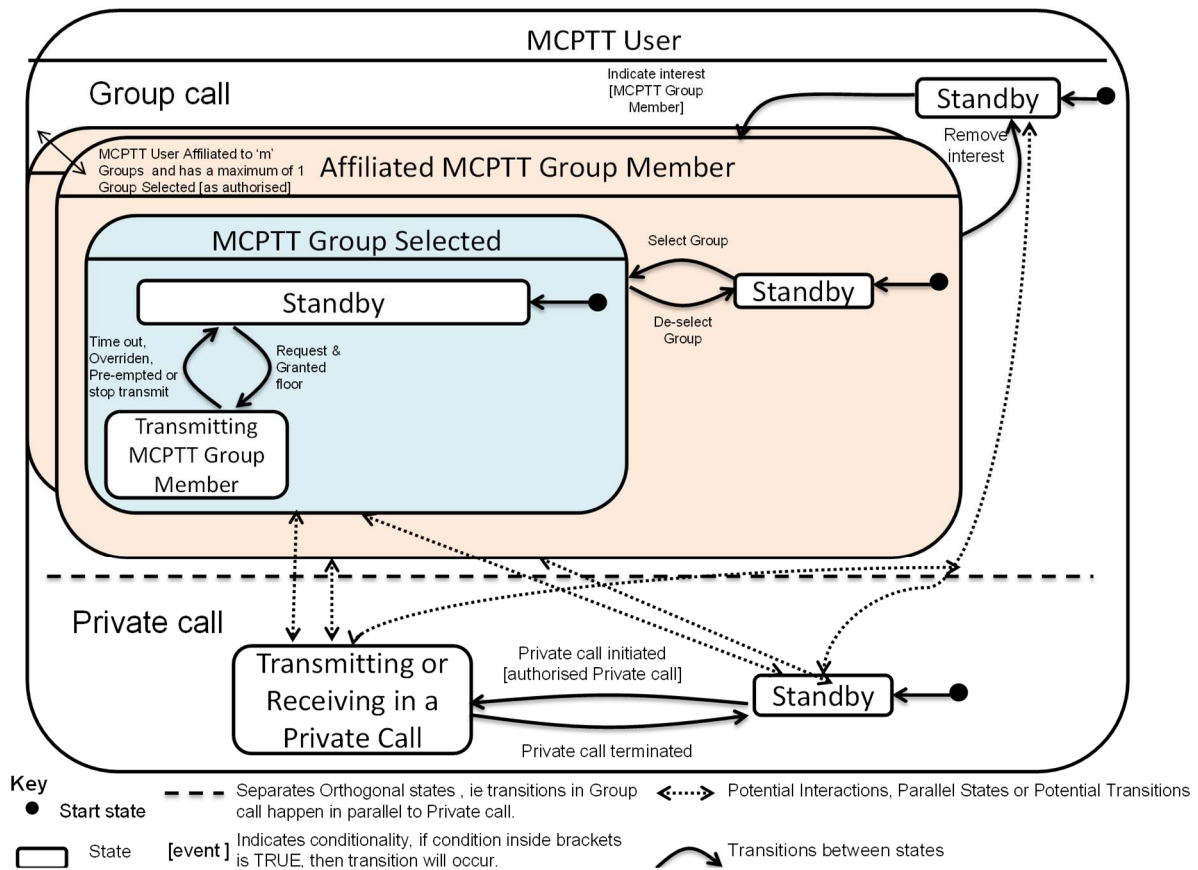 MCPTT User
Group call
Indicate interest
[MCPTT Group
Member]
Standby
Remove
interest
MCPTT User Affiliated to ‘m’
Groups and has a maximum of 1
Group Selected [as authorised]
Affiliated MCPTT Group Member
MCPTT Group Selected
Select Group
Standby
Standby
De-select
Group
Time out,
Overriden,
Pre-empted or
stop transmit
Request &
Granted
floor
Transmitting
MCPTT Group
Member
Private call
Transmitting or
Receiving in a
Private Call
Private call initiated
[authorised Private call]
Standby
Private call terminated
Key
Start state
Separates Orthogonal states , ie transitions in Group
call happen in parallel to Private call.
Potential Interactions, Parallel States or Potential Transitions
State
[event ]
Indicates conditionality, if condition inside brackets
is TRUE, then transition will occur.
Transitions between states